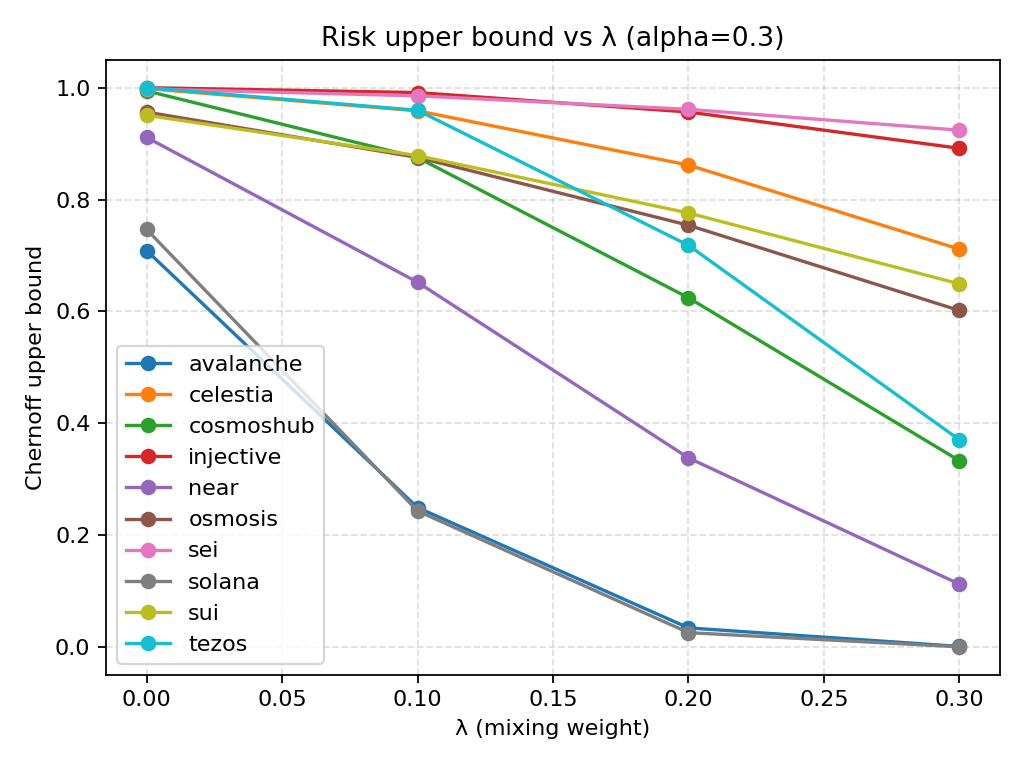 Risk upper bound vs λ (alpha=0.3)
Chernoff upper bound
1.0
0.8
0.6
0.4
0.2
0.0
avalanche
celestia
cosmoshub
injective
near
osmosis
sei
solana
sui
tezos
0.00 0.05 0.10 0.15 0.20 0.25 0.30
λ (mixing weight)